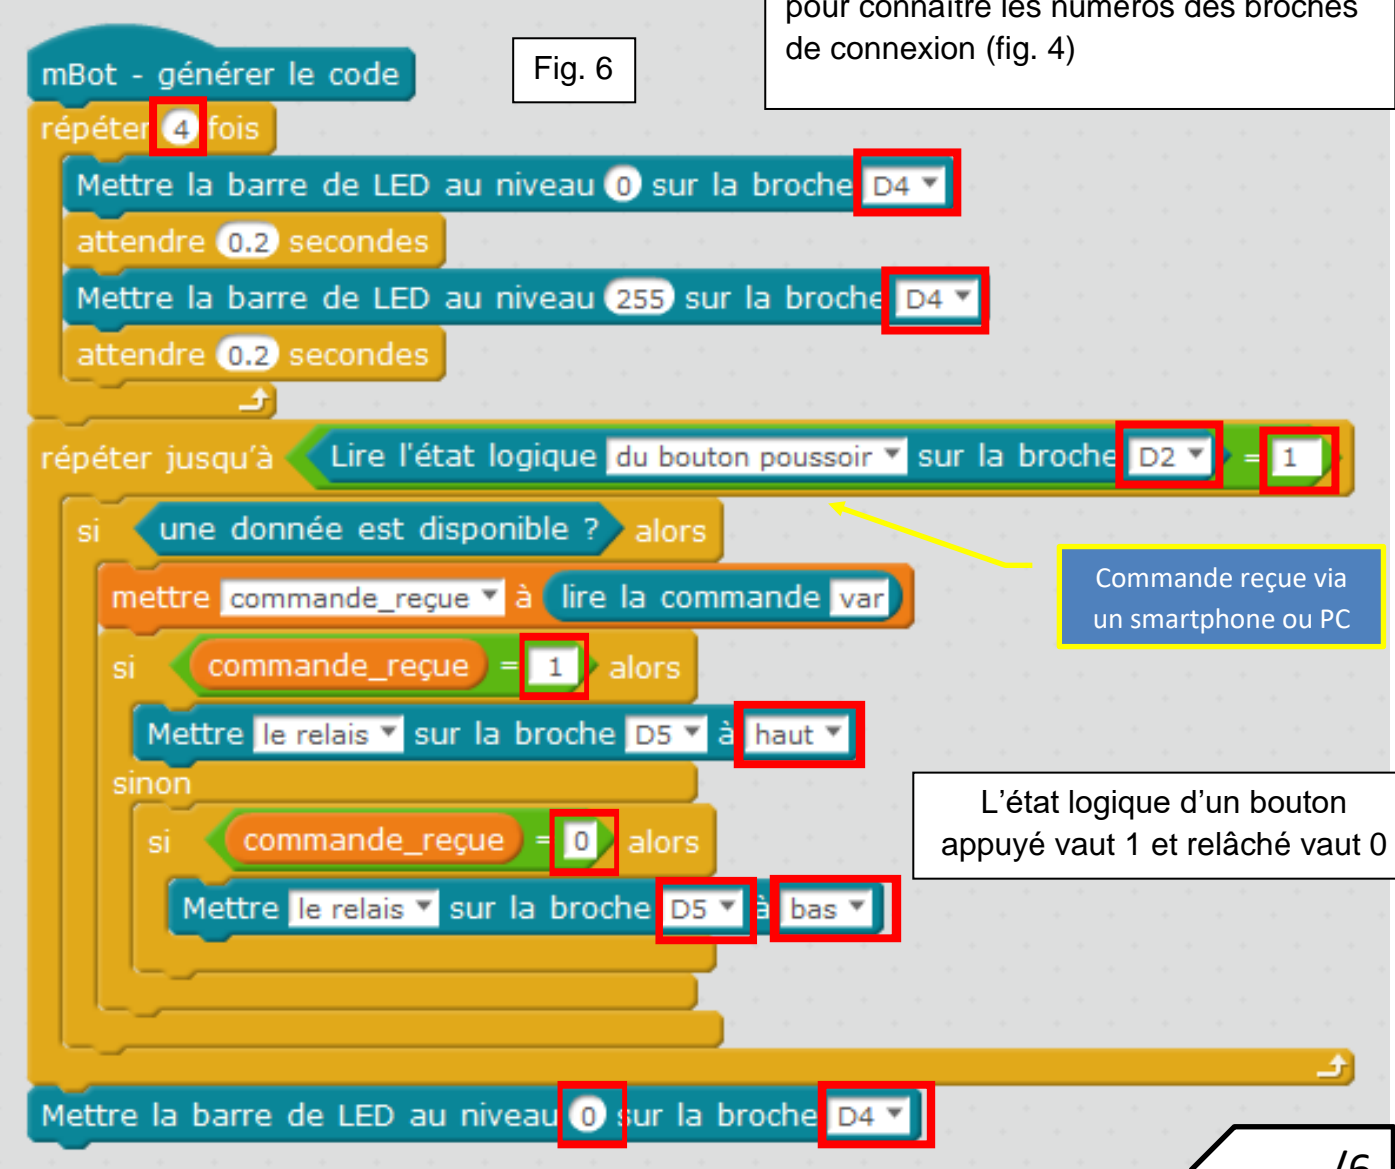 pour connaître les numéros des broches
de connexion (fig. 4)
Fig. 6
mBot - générer le code
répéter 4 fois
Mettre la barre de LED au niveau 0 sur la broche D4
attendre 0.2 secondes
Mettre la barre de LED au niveau 255 sur la broche D4
attendre 0.2 secondes
répéter jusqu'à Lire l'état logique du bouton poussoir sur la broche D2 = 1
si une donnée est disponible ? alors
Commande reçue via
un smartphone ou PC
mettre commande_reçue à lire la commande var
si commande_reçue = 1 alors
Mettre le relais sur la broche D5 à haut
sinon
L'état logique d'un bouton
appuyé vaut 1 et relâché vaut 0
si commande_reçue = 0 alors
Mettre le relais sur la broche D5 à bas
Mettre la barre de LED au niveau 0 sur la broche D4